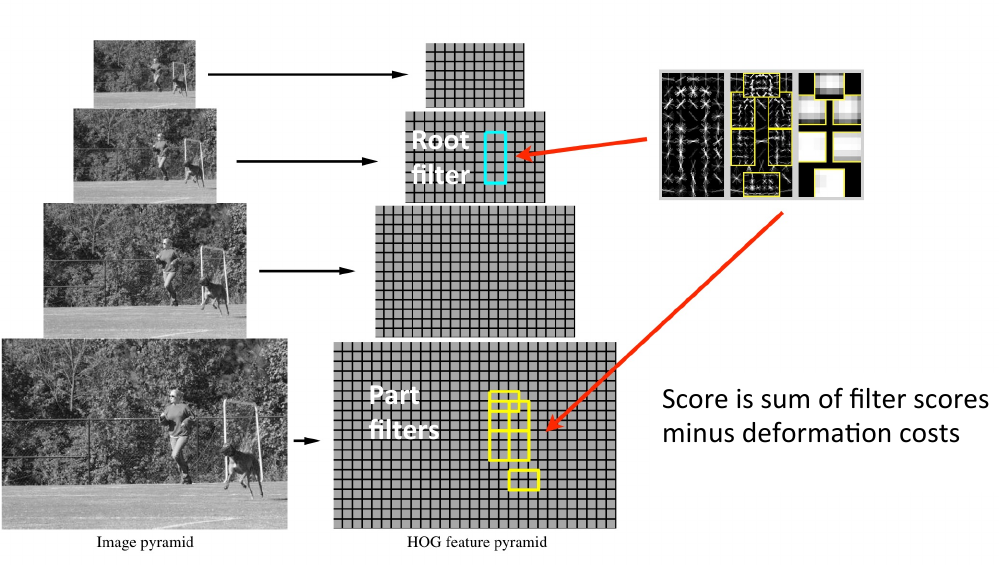 Root
filter
Part
filters
Score is sum of filter scores
minus deformation costs
Image pyramid
HOG feature pyramid